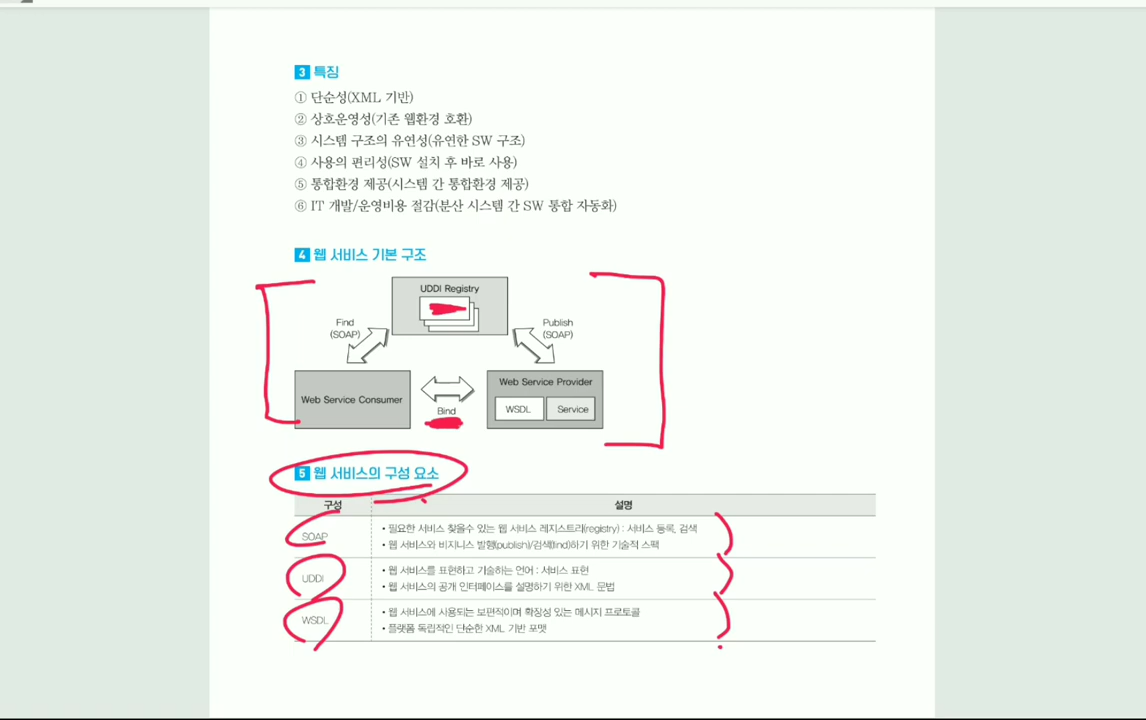 3 특징
① 단순성(XML 기반)
② 상호운영성(기존 웹환경 호환)
③ 시스템 구조의 유연성(유연한 SW 구조)
④ 사용의 편리성(SW 설치 후 바로 사용)
⑤ 통합환경 제공(시스템 간 통합환경 제공)
⑥ IT 개발/운영비용 절감(분산 시스템 간 SW 통합 자동화)
4 웹 서비스 기본 구조
UDDI Registry
Find
(SOAP)
Publish
(SOAP)
Web Service Consumer
Bind
Web Service Provider
WSDL
Service
5 웹 서비스의 구성 요소
구성 설명
SOAP
• 필요한 서비스 찾을수 있는 웹 서비스 레지스트리(registry) : 서비스 등록, 검색
• 웹 서비스와 비지니스 발행(publish)/검색(find)하기 위한 기술적 스팩
UDDI
• 웹 서비스를 표현하고 기술하는 언어 : 서비스 표현
• 웹 서비스의 공개 인터페이스를 설명하기 위한 XML 문법
WSDL
• 웹 서비스에 사용되는 보편적이며 확장성 있는 메시지 프로토콜
• 플랫폼 독립적인 단순한 XML 기반 포맷